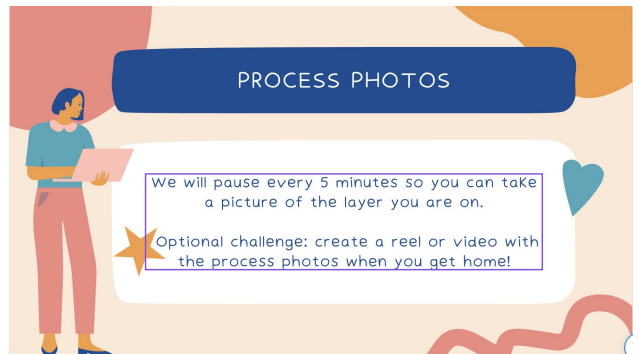 PROCESS PHOTOS
We will pause every 5 minutes so you can take
a picture of the layer you are on.
Optional challenge: create a reel or video with
the process photos when you get home!